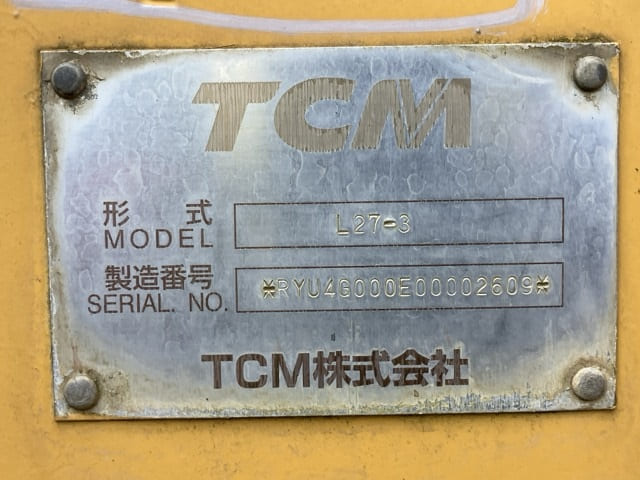 TCM
形 式
MODEL
L27-3
製造番号
SERIAL. NO.
*RYU4G000E00002609*
TCM株式会社